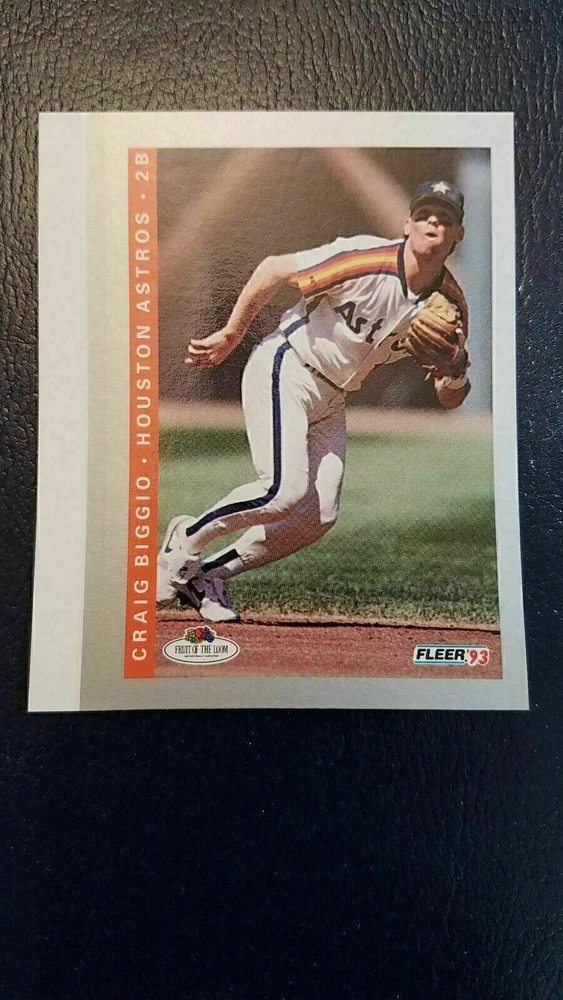 CRAIG BIGGIO · HOUSTON ASTROS · 2B
Ast
FRUIT OF THE LOOM
FLEER '93